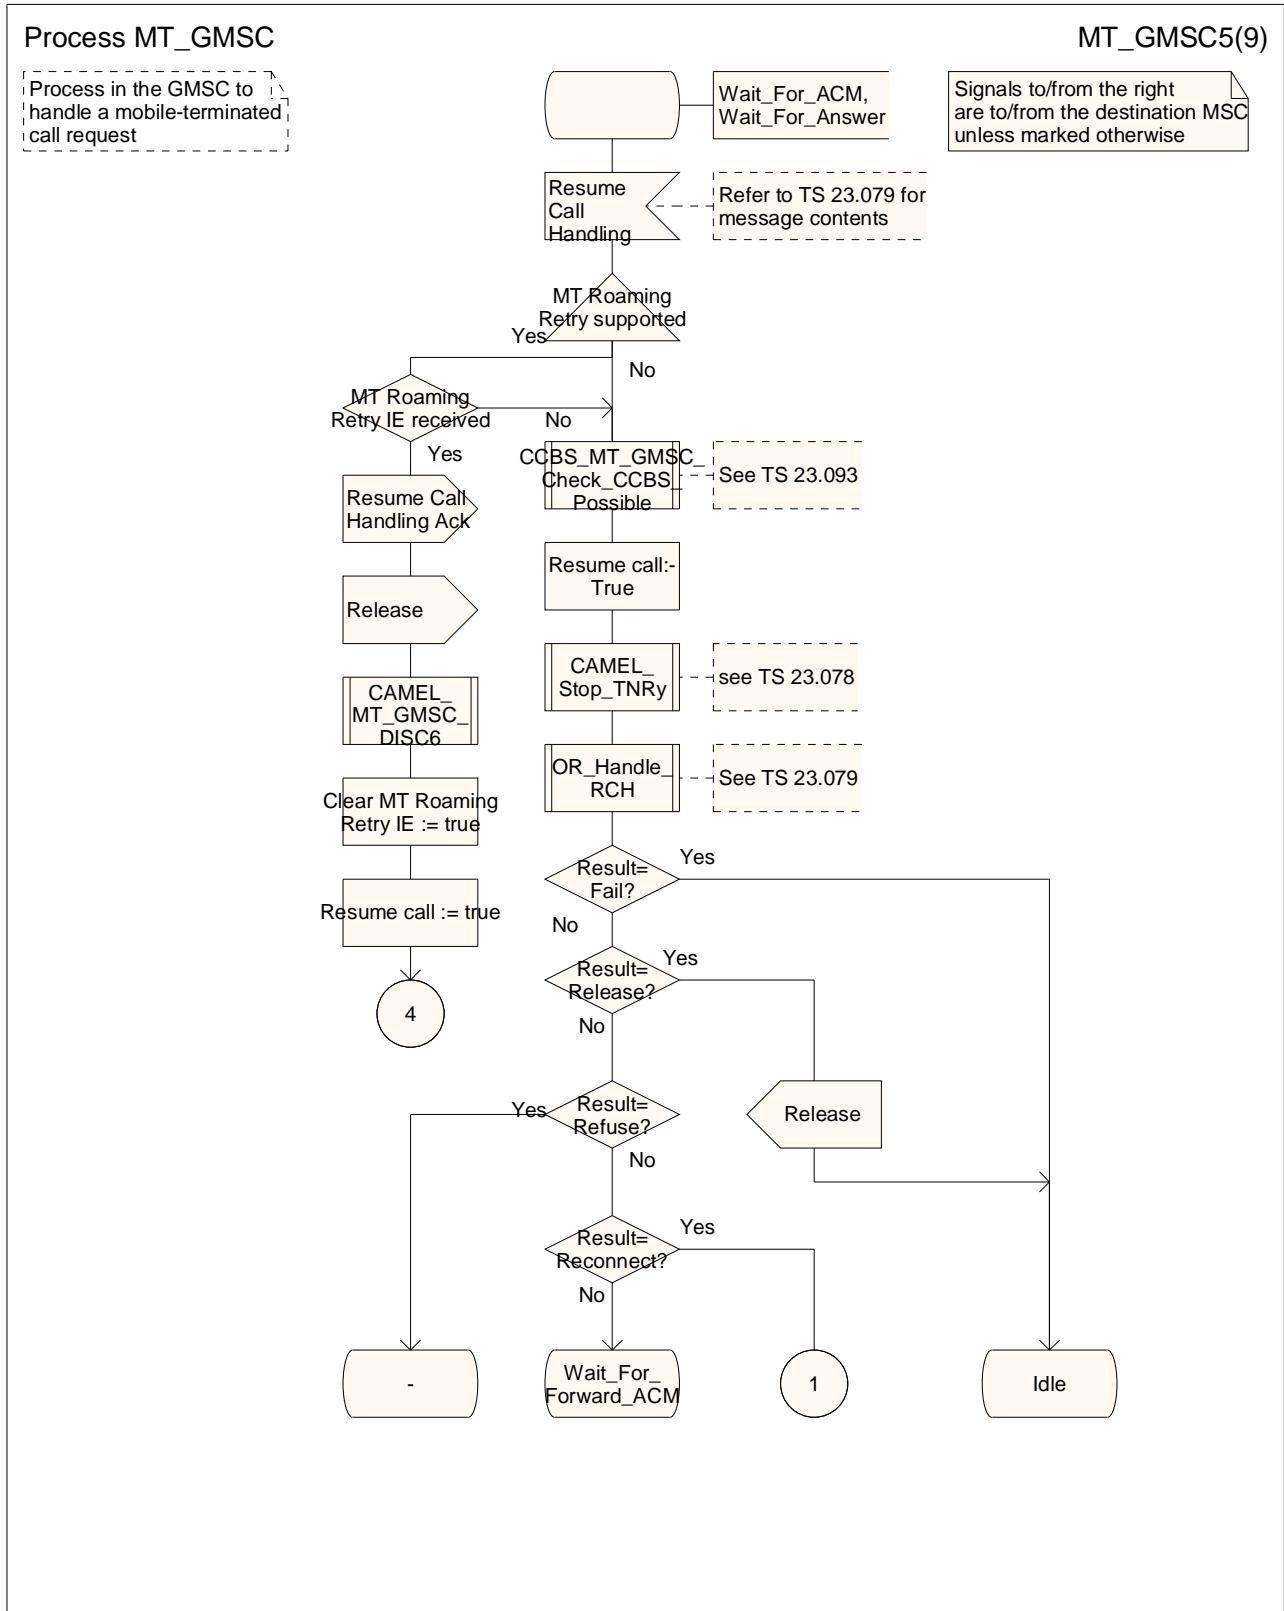 Process MT_GMSC
MT_GMSC5(9)
Process in the GMSC to
handle a mobile-terminated
call request
Wait_For_ACM,
Wait_For_Answer
Signals to/from the right
are to/from the destination MSC
unless marked otherwise
Resume
Call
Handling
Refer to TS 23.079 for
message contents
MT Roaming
Retry supported
Yes
No
MT Roaming
Retry IE received
No
Yes
CCBS_MT_GMSC_
Check_CCBS_
Possible
See TS 23.093
Resume Call
Handling Ack
Resume call:-
True
Release
CAMEL_
Stop_TNRy
see TS 23.078
CAMEL_
MT_GMSC_
DISC6
OR_Handle_
RCH
See TS 23.079
Clear MT Roaming
Retry IE := true
Result=
Fail?
Yes
No
Resume call := true
Result=
Release?
Yes
No
4
Result=
Refuse?
Yes
No
Release
Result=
Reconnect?
Yes
No
-
Wait_For_
Forward_ACM
1
Idle